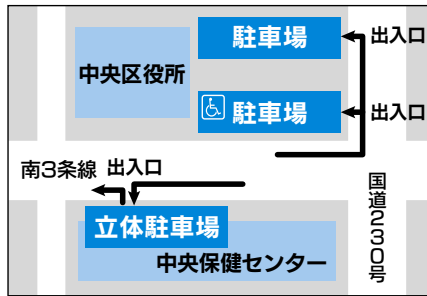 駐車場
出入口
中央区役所
駐車場
出入口
南3条線
出入口
国道230号
立体駐車場
中央保健センター